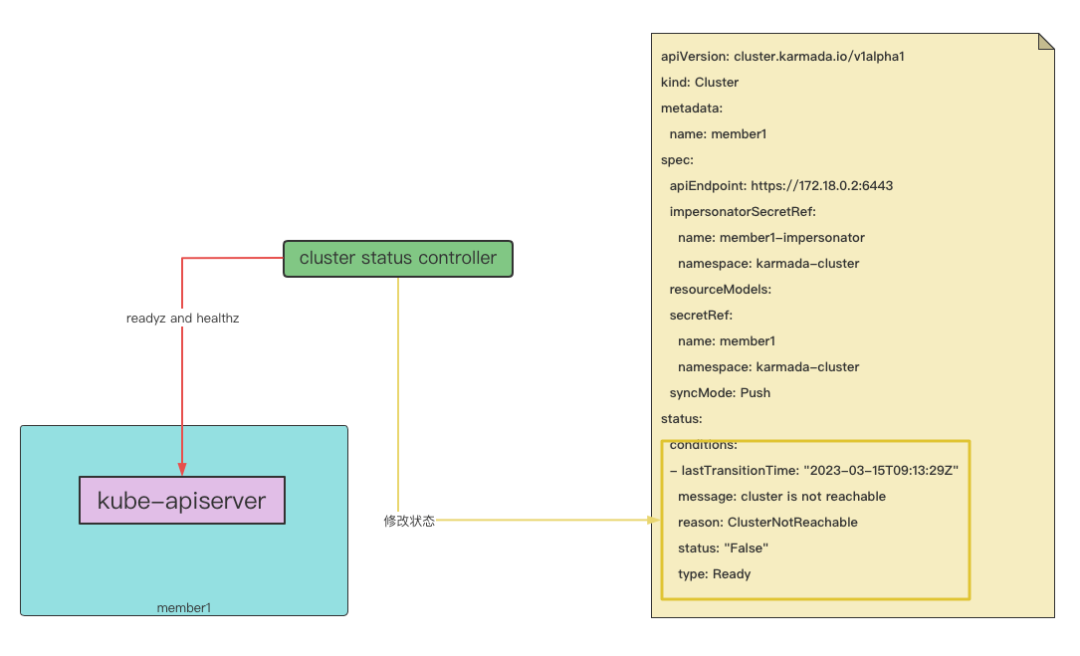 apiVersion: cluster.karmada.io/v1alpha1
kind: Cluster
metadata:
name: member1
spec:
apiEndpoint: https://172.18.0.2:6443
impersonatorSecretRef:
name: member1-impersonator
namespace: karmada-cluster
resourceModels:
secretRef:
name: member1
namespace: karmada-cluster
syncMode: Push
status:
conditions:
- lastTransitionTime: "2023-03-15T09:13:29Z"
message: cluster is not reachable
reason: ClusterNotReachable
status: "False"
type: Ready
cluster status controller
readyz and healthz
kube-apiserver
修改状态
member1